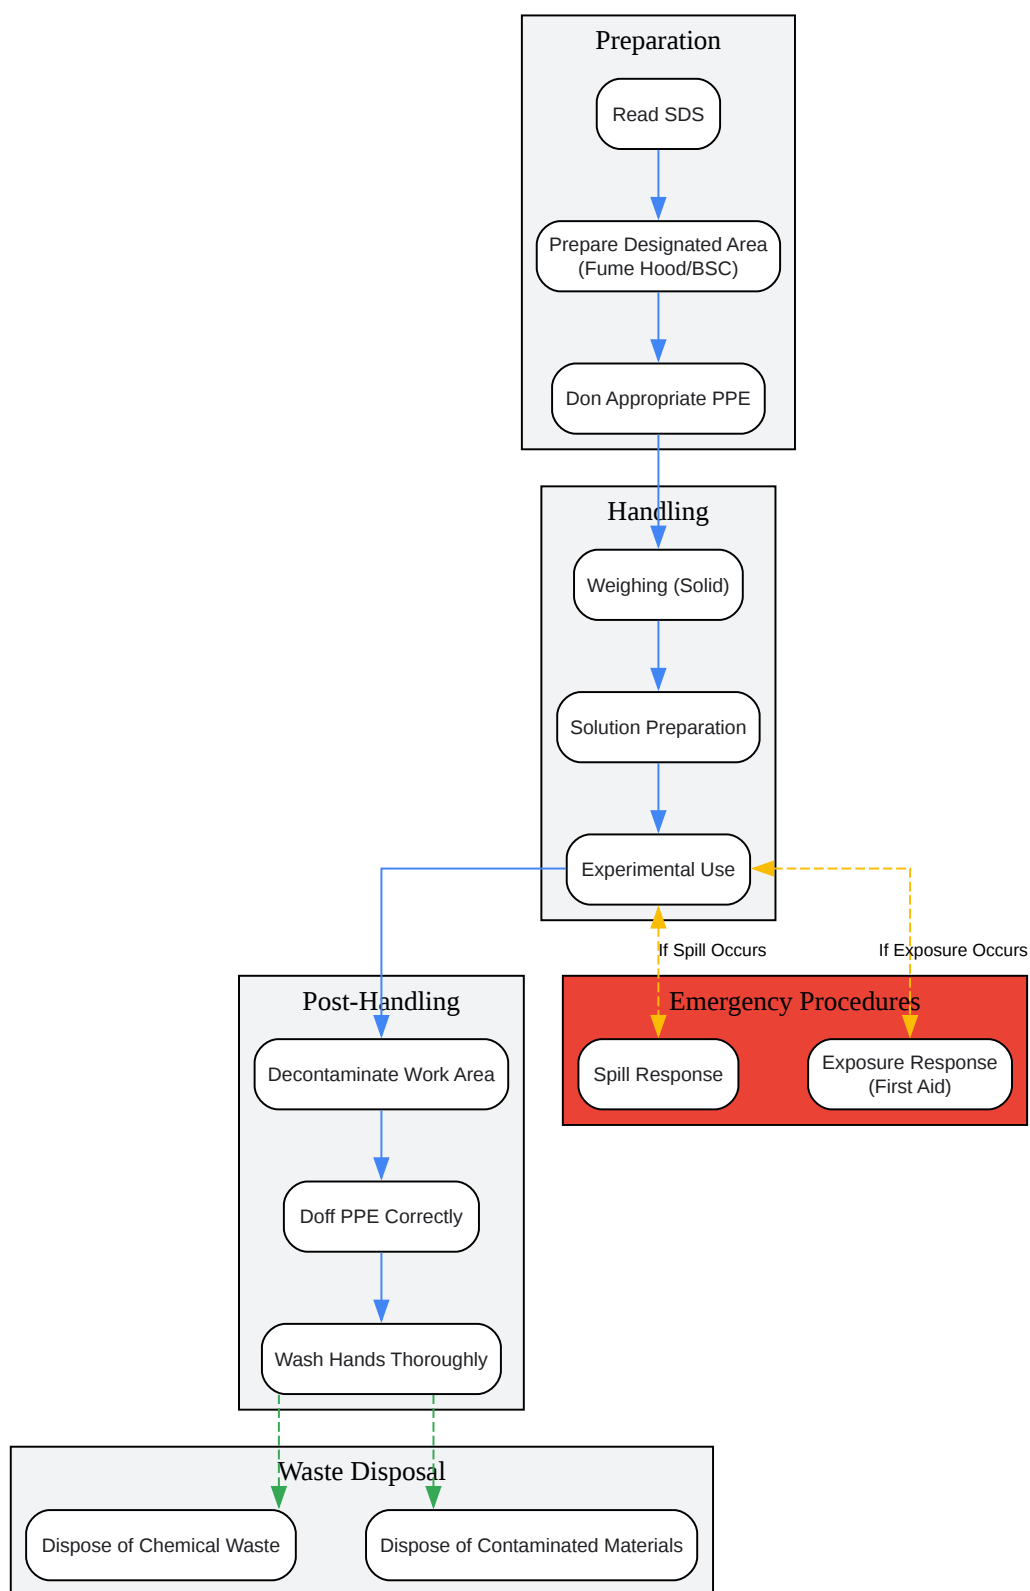 Preparation
Read SDS
Prepare Designated Area
(Fume Hood/BSC)
Don Appropriate PPE
Handling
Weighing (Solid)
Solution Preparation
Experimental Use
If Spill Occurs
If Exposure Occurs
Post-Handling
Decontaminate Work Area
Doff PPE Correctly
Wash Hands Thoroughly
Emergency Procedures
Spill Response
Exposure Response
(First Aid)
Waste Disposal
Dispose of Chemical Waste
Dispose of Contaminated Materials